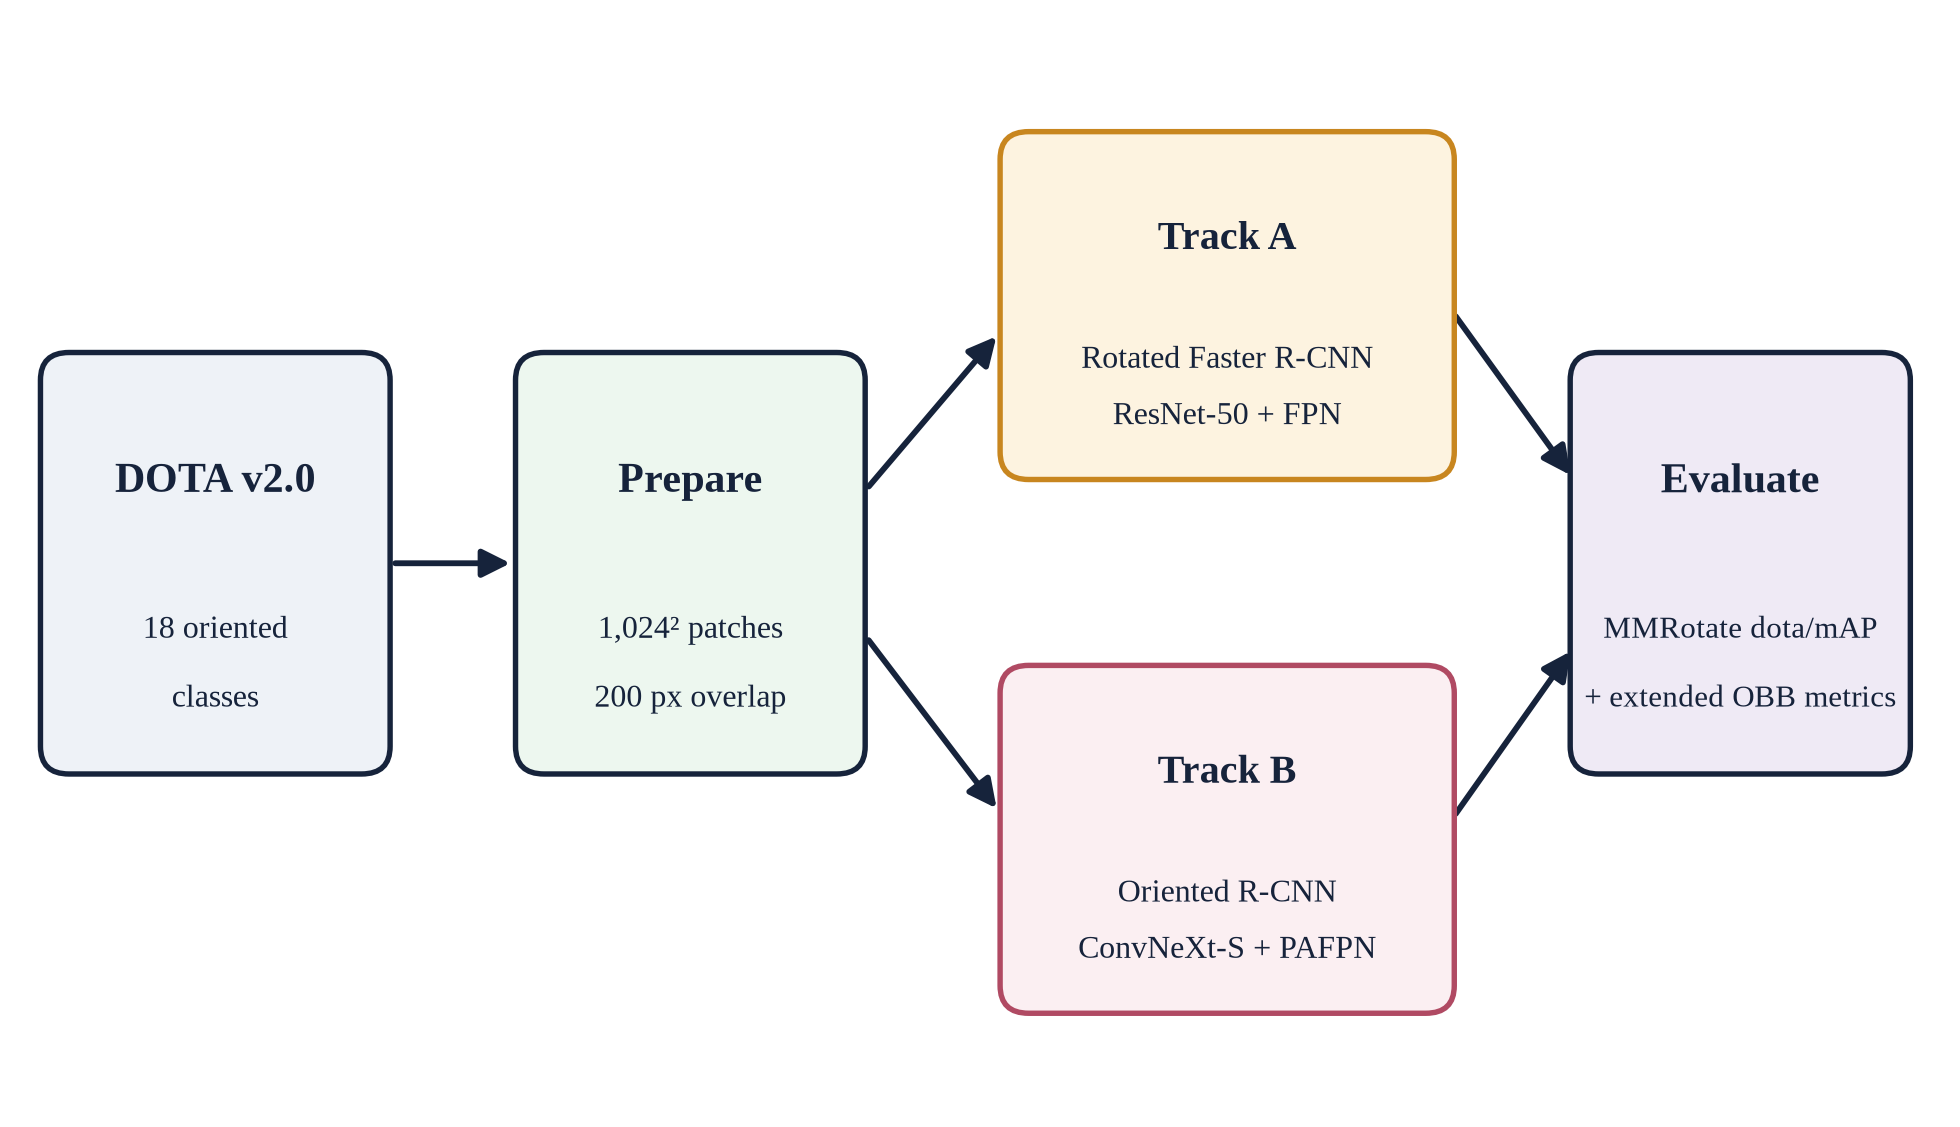 DOTA v2.0
18 oriented
classes
Prepare
1,024² patches
200 px overlap
Track A
Rotated Faster R-CNN
ResNet-50 + FPN
Track B
Oriented R-CNN
ConvNeXt-S + PAFPN
Evaluate
MMRotate dota/mAP
+ extended OBB metrics